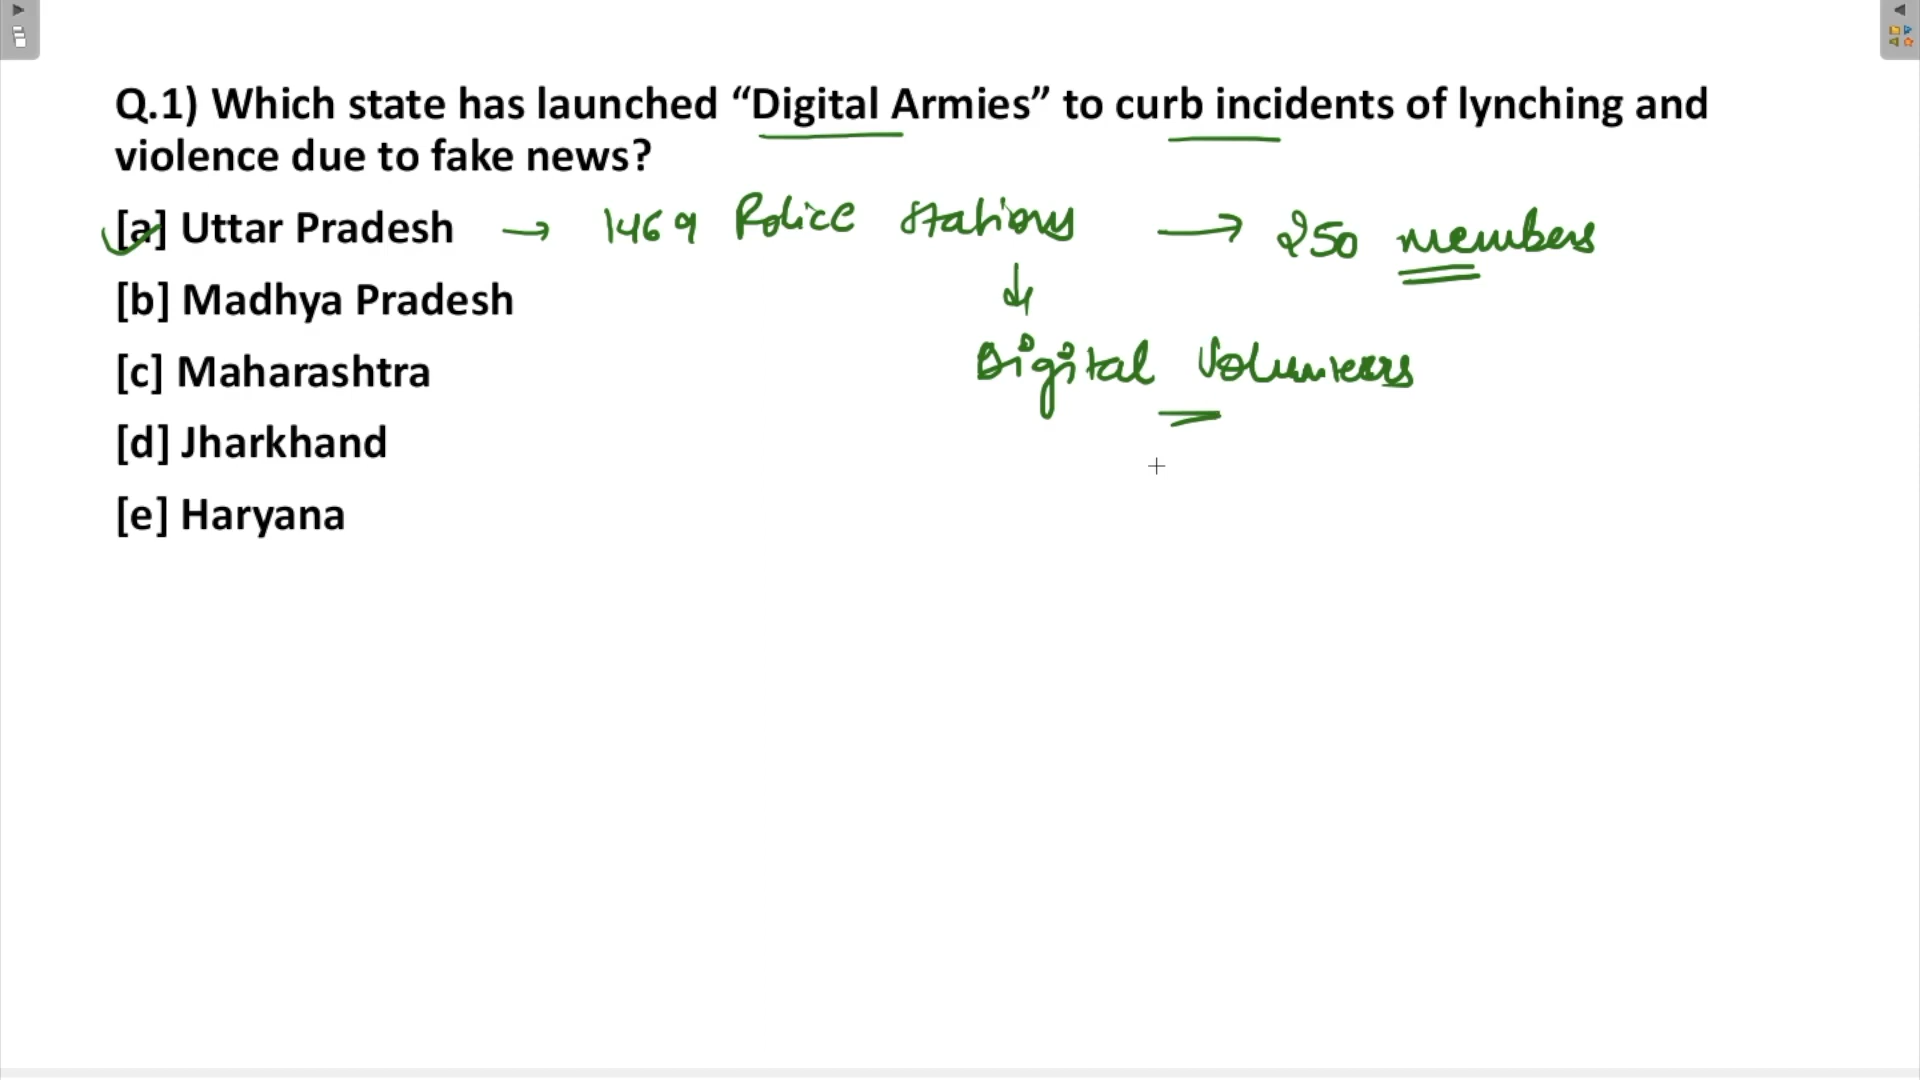 Q.1) Which state has launched “Digital Armies” to curb incidents of lynching and
violence due to fake news?
[a] Uttar Pradesh → 1469 Police Stations → 250 members
[b] Madhya Pradesh
↓
[c] Maharashtra Digital Volunteers
[d] Jharkhand
[e] Haryana